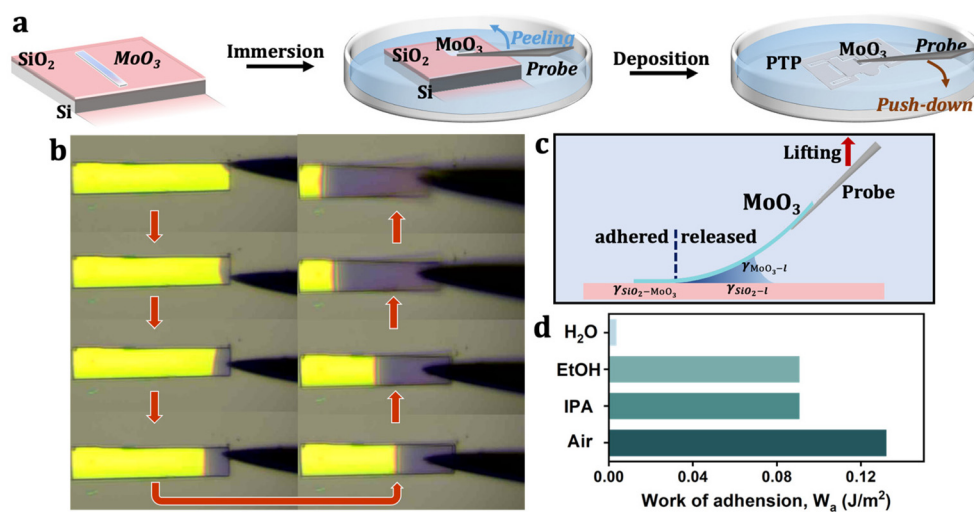 a
SiO₂
MoO₃
Si
Immersion
SiO₂
MoO₃
Peeling
Probe
Si
Deposition
PTP
MoO₃
Probe
Push-down
b
c
Lifting
MoO₃
Probe
adhered
released
γMoO₃−l
γSiO₂−MoO₃
γSiO₂−l
d
H₂O
EtOH
IPA
Air
0.00 0.04 0.08 0.12
Work of adhension, Wₐ (J/m²)